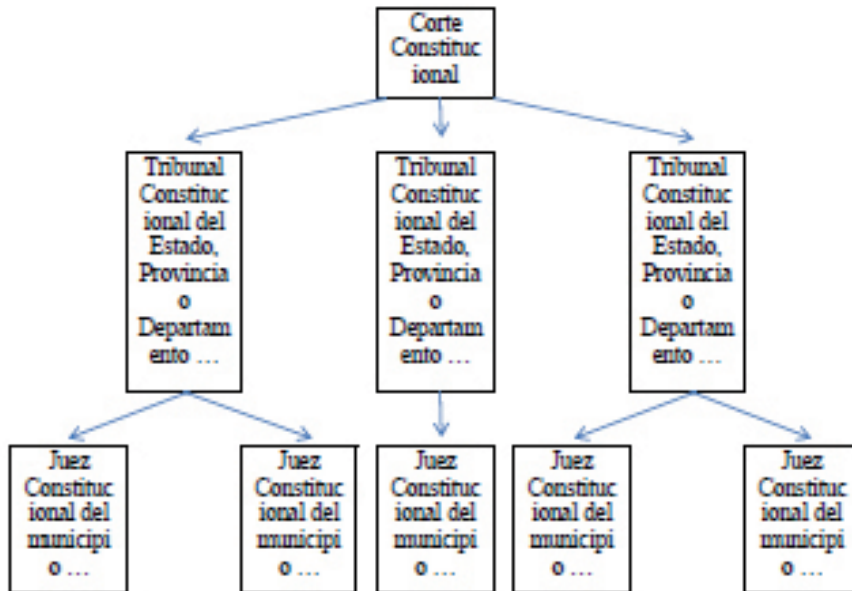 Corte
Constituc
ional
Tribunal
Constituc
ional del
Estado,
Provincia
o
Departam
ento …
Tribunal
Constituc
ional del
Estado,
Provincia
o
Departam
ento …
Tribunal
Constituc
ional del
Estado,
Provincia
o
Departam
ento …
Juez
Constituc
ional del
municipi
o …
Juez
Constituc
ional del
municipi
o …
Juez
Constituc
ional del
municipi
o …
Juez
Constituc
ional del
municipi
o …
Juez
Constituc
ional del
municipi
o …